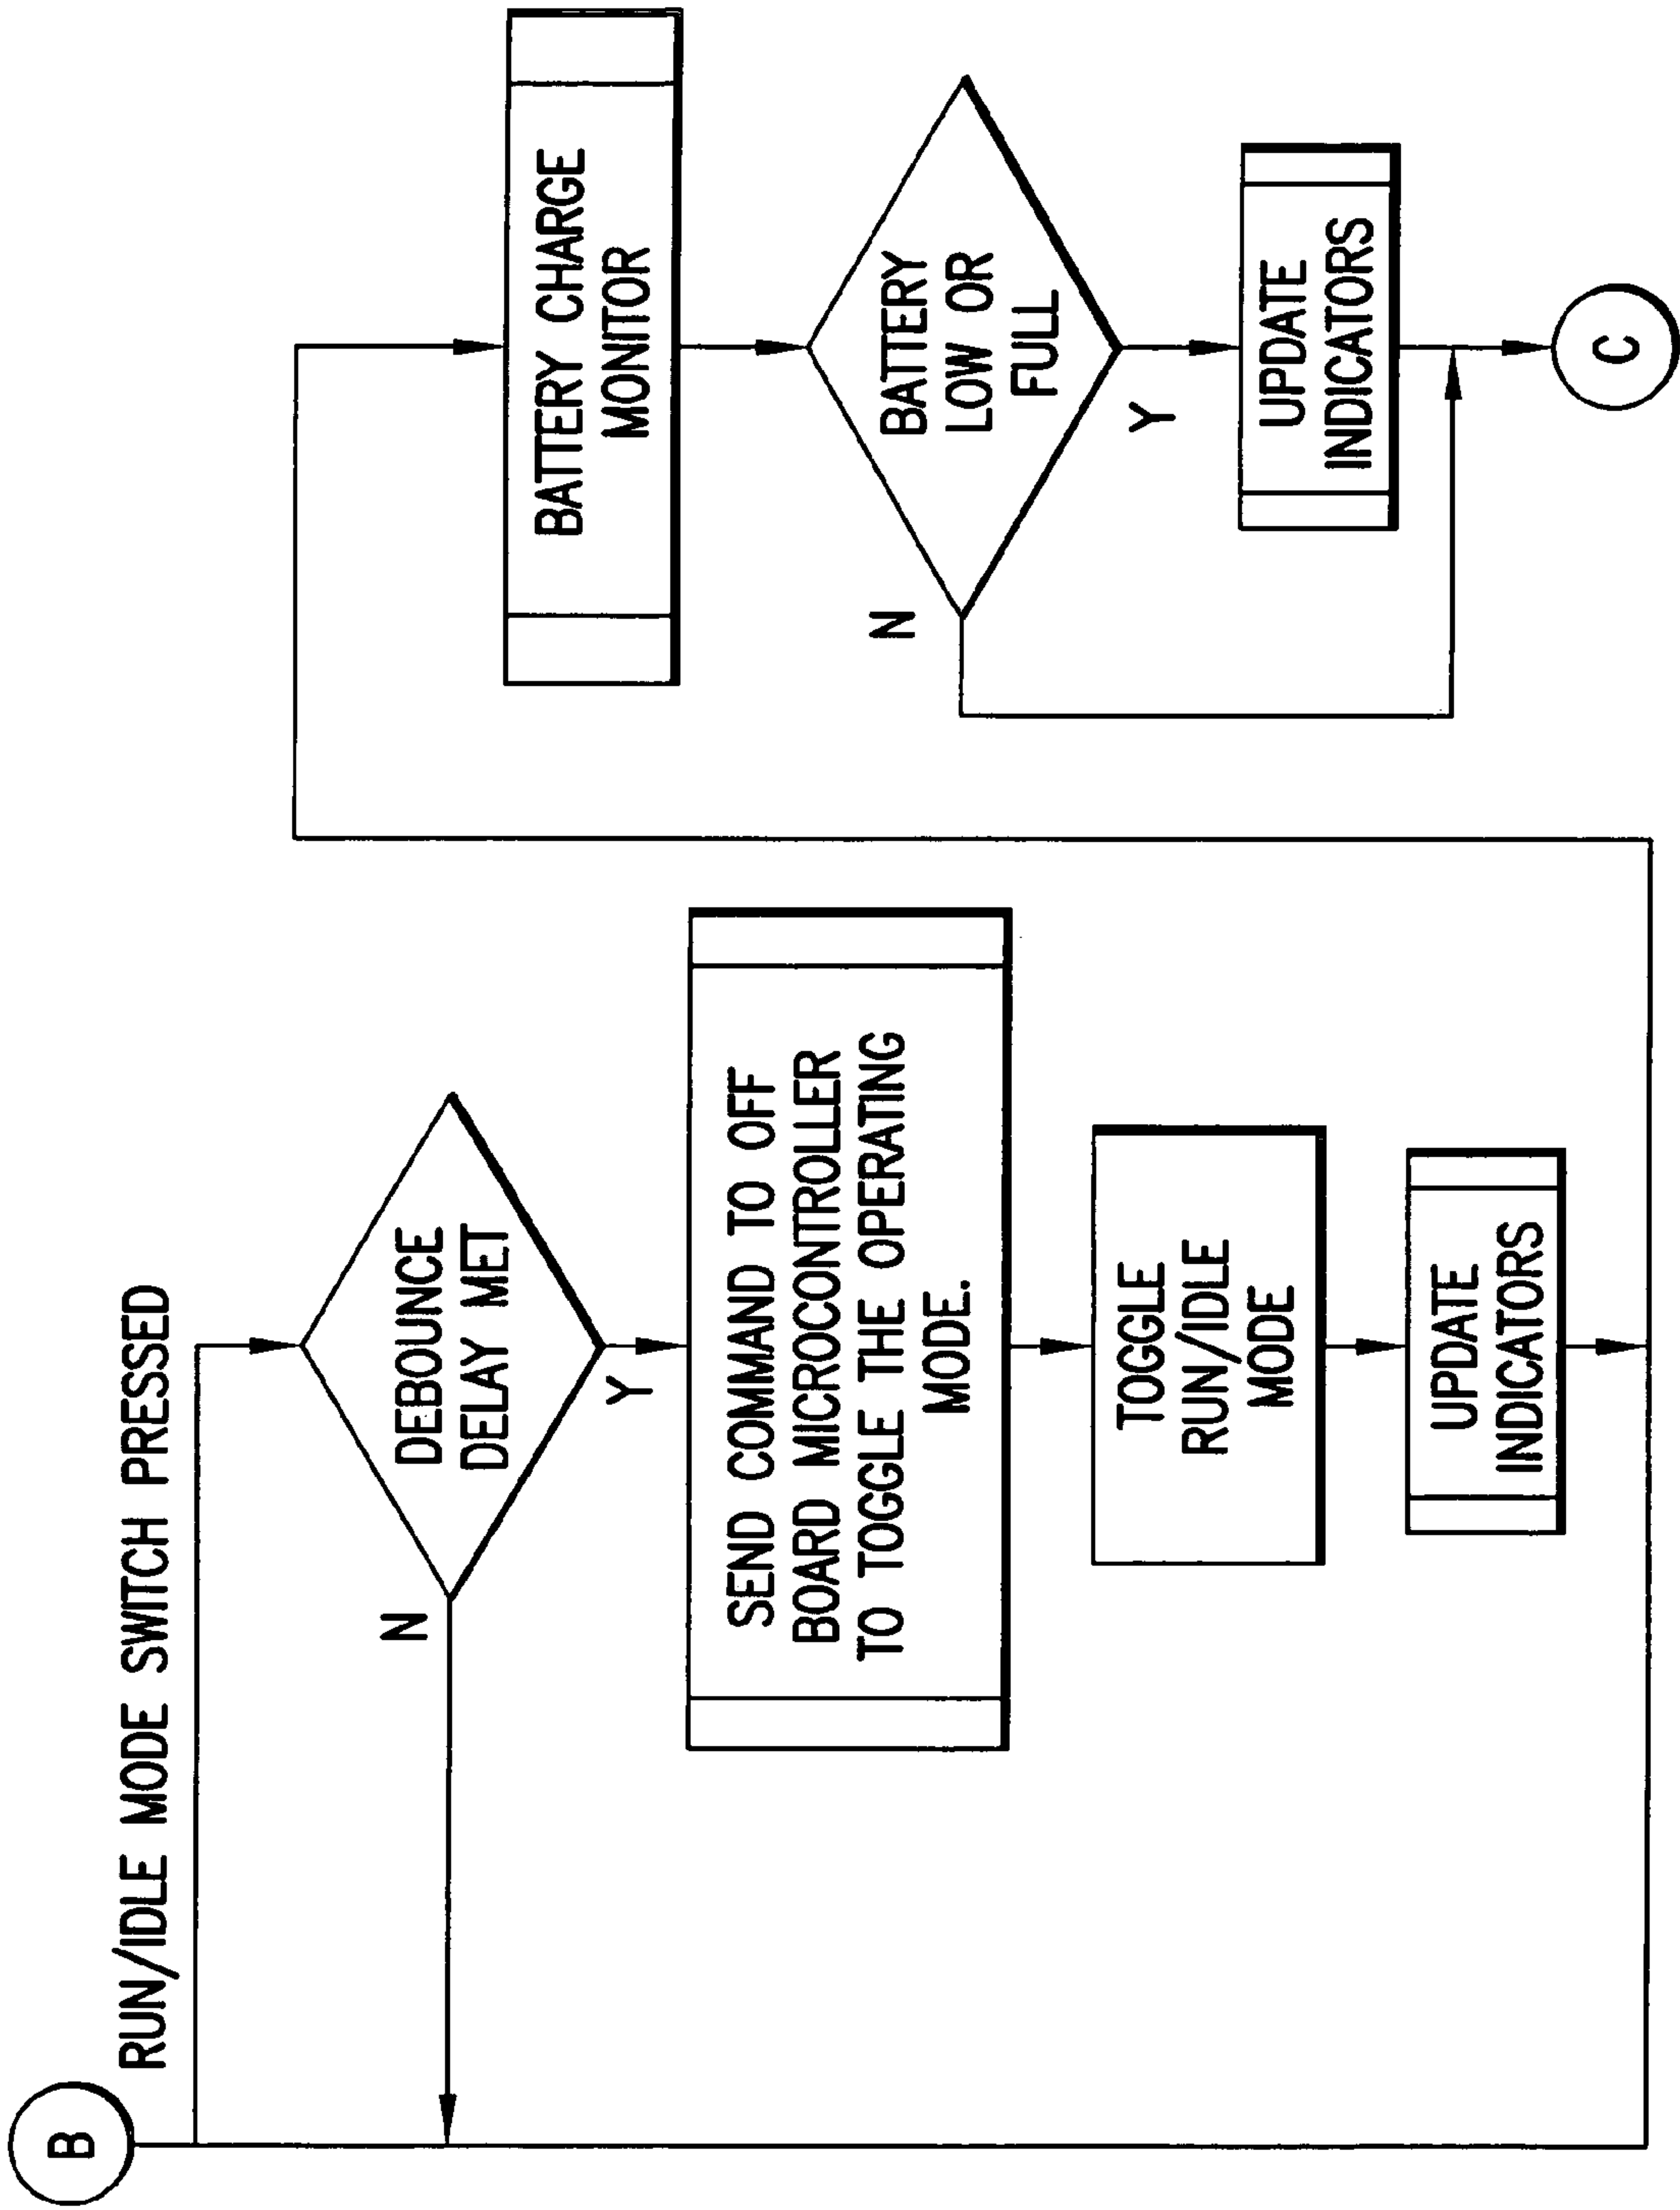 B
RUN/IDLE MODE SWITCH PRESSED
DEBOUNCE
DELAY MET
N
Y
SEND COMMAND TO OFF
BOARD MICROCONTROLLER
TO TOGGLE THE OPERATING
MODE.
TOGGLE
RUN/IDLE
MODE
UPDATE
INDICATORS
BATTERY CHARGE
MONITOR
BATTERY
LOW OR
FULL
N
Y
UPDATE
INDICATORS
C